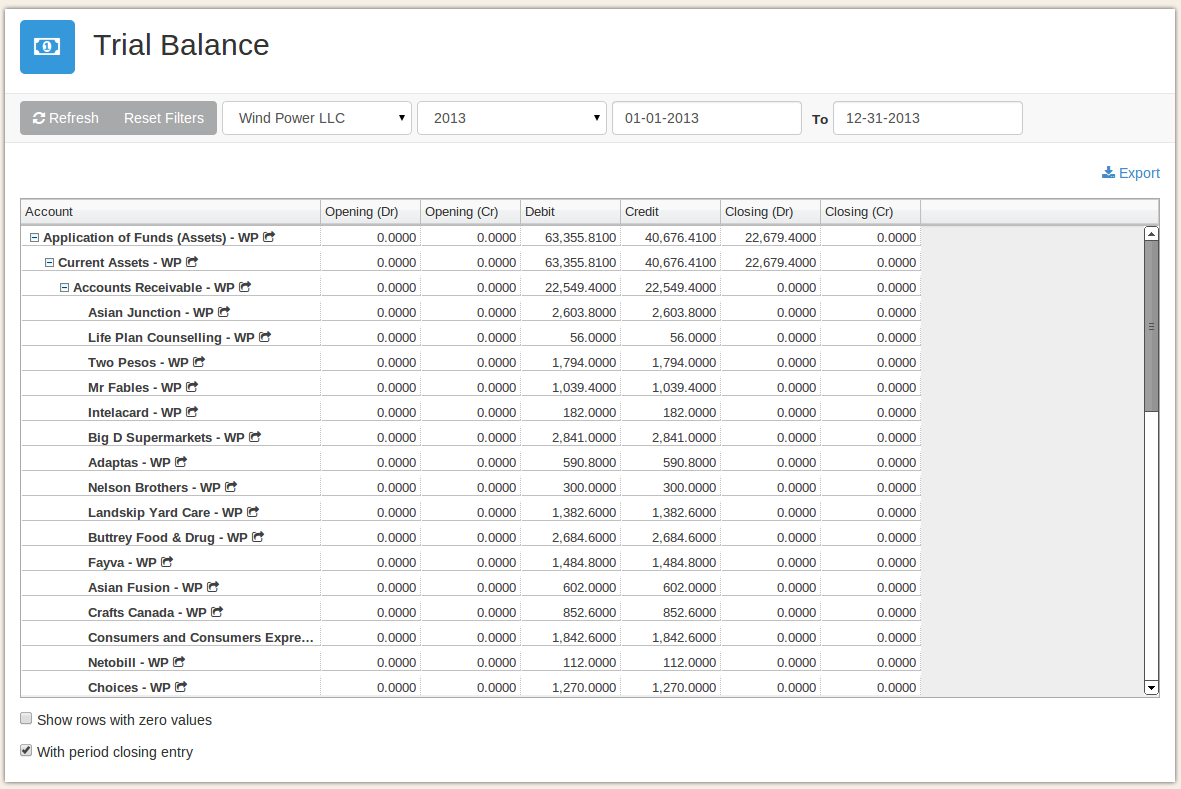 Trial Balance
Refresh Reset Filters Wind Power LLC 2013 01-01-2013 To 12-31-2013
Export
Account Opening (Dr) Opening (Cr) Debit Credit Closing (Dr) Closing (Cr)
Application of Funds (Assets) - WP 0.0000 0.0000 63,355.8100 40,676.4100 22,679.4000 0.0000
Current Assets - WP 0.0000 0.0000 63,355.8100 40,676.4100 22,679.4000 0.0000
Accounts Receivable - WP 0.0000 0.0000 22,549.4000 22,549.4000 0.0000 0.0000
Asian Junction - WP 0.0000 0.0000 2,603.8000 2,603.8000 0.0000 0.0000
Life Plan Counselling - WP 0.0000 0.0000 56.0000 56.0000 0.0000 0.0000
Two Pesos - WP 0.0000 0.0000 1,794.0000 1,794.0000 0.0000 0.0000
Mr Fables - WP 0.0000 0.0000 1,039.4000 1,039.4000 0.0000 0.0000
Intelacard - WP 0.0000 0.0000 182.0000 182.0000 0.0000 0.0000
Big D Supermarkets - WP 0.0000 0.0000 2,841.0000 2,841.0000 0.0000 0.0000
Adaptas - WP 0.0000 0.0000 590.8000 590.8000 0.0000 0.0000
Nelson Brothers - WP 0.0000 0.0000 300.0000 300.0000 0.0000 0.0000
Landskip Yard Care - WP 0.0000 0.0000 1,382.6000 1,382.6000 0.0000 0.0000
Buttrey Food & Drug - WP 0.0000 0.0000 2,684.6000 2,684.6000 0.0000 0.0000
Fayva - WP 0.0000 0.0000 1,484.8000 1,484.8000 0.0000 0.0000
Asian Fusion - WP 0.0000 0.0000 602.0000 602.0000 0.0000 0.0000
Crafts Canada - WP 0.0000 0.0000 852.6000 852.6000 0.0000 0.0000
Consumers and Consumers Expre... 0.0000 0.0000 1,842.6000 1,842.6000 0.0000 0.0000
Netobill - WP 0.0000 0.0000 112.0000 112.0000 0.0000 0.0000
Choices - WP 0.0000 0.0000 1,270.0000 1,270.0000 0.0000 0.0000
Show rows with zero values
With period closing entry